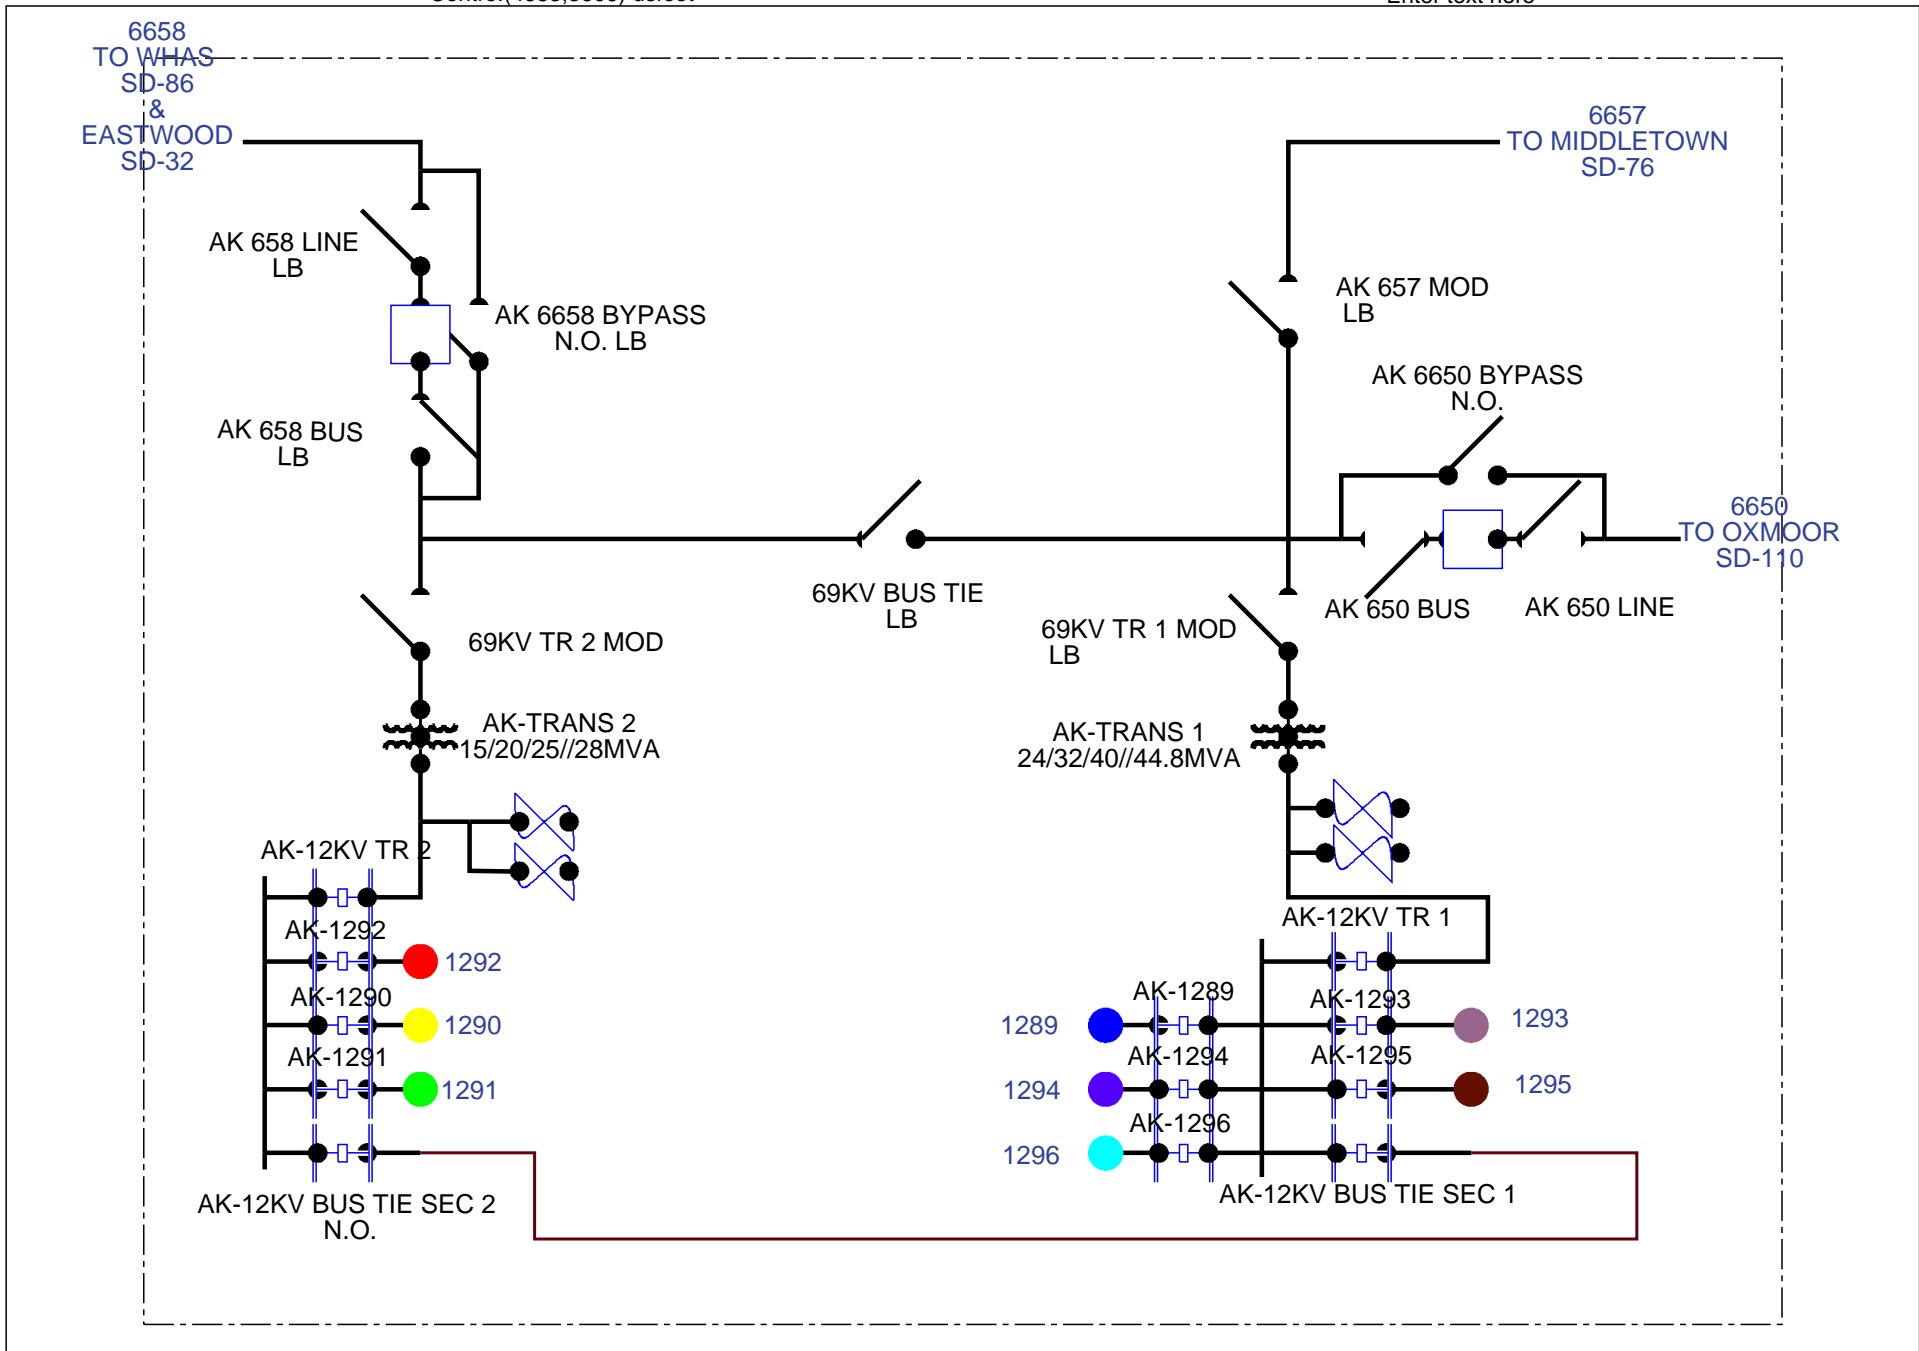 6658
TO WHAS
SD-86
&
EASTWOOD
SD-32
6657
TO MIDDLETOWN
SD-76
AK 658 LINE
LB
AK 6658 BYPASS
N.O. LB
AK 657 MOD
LB
AK 6650 BYPASS
N.O.
AK 658 BUS
LB
6650
TO OXMOOR
SD-110
69KV BUS TIE
LB
AK 650 BUS
AK 650 LINE
69KV TR 2 MOD
69KV TR 1 MOD
LB
AK-TRANS 2
15/20/25//28MVA
AK-TRANS 1
24/32/40//44.8MVA
AK-12KV TR 2
AK-1292
1292
AK-1290
1290
AK-1291
1291
AK-12KV BUS TIE SEC 2
N.O.
AK-12KV TR 1
AK-1289
AK-1293
1289
1293
AK-1294
AK-1295
1294
1295
AK-1296
1296
AK-12KV BUS TIE SEC 1